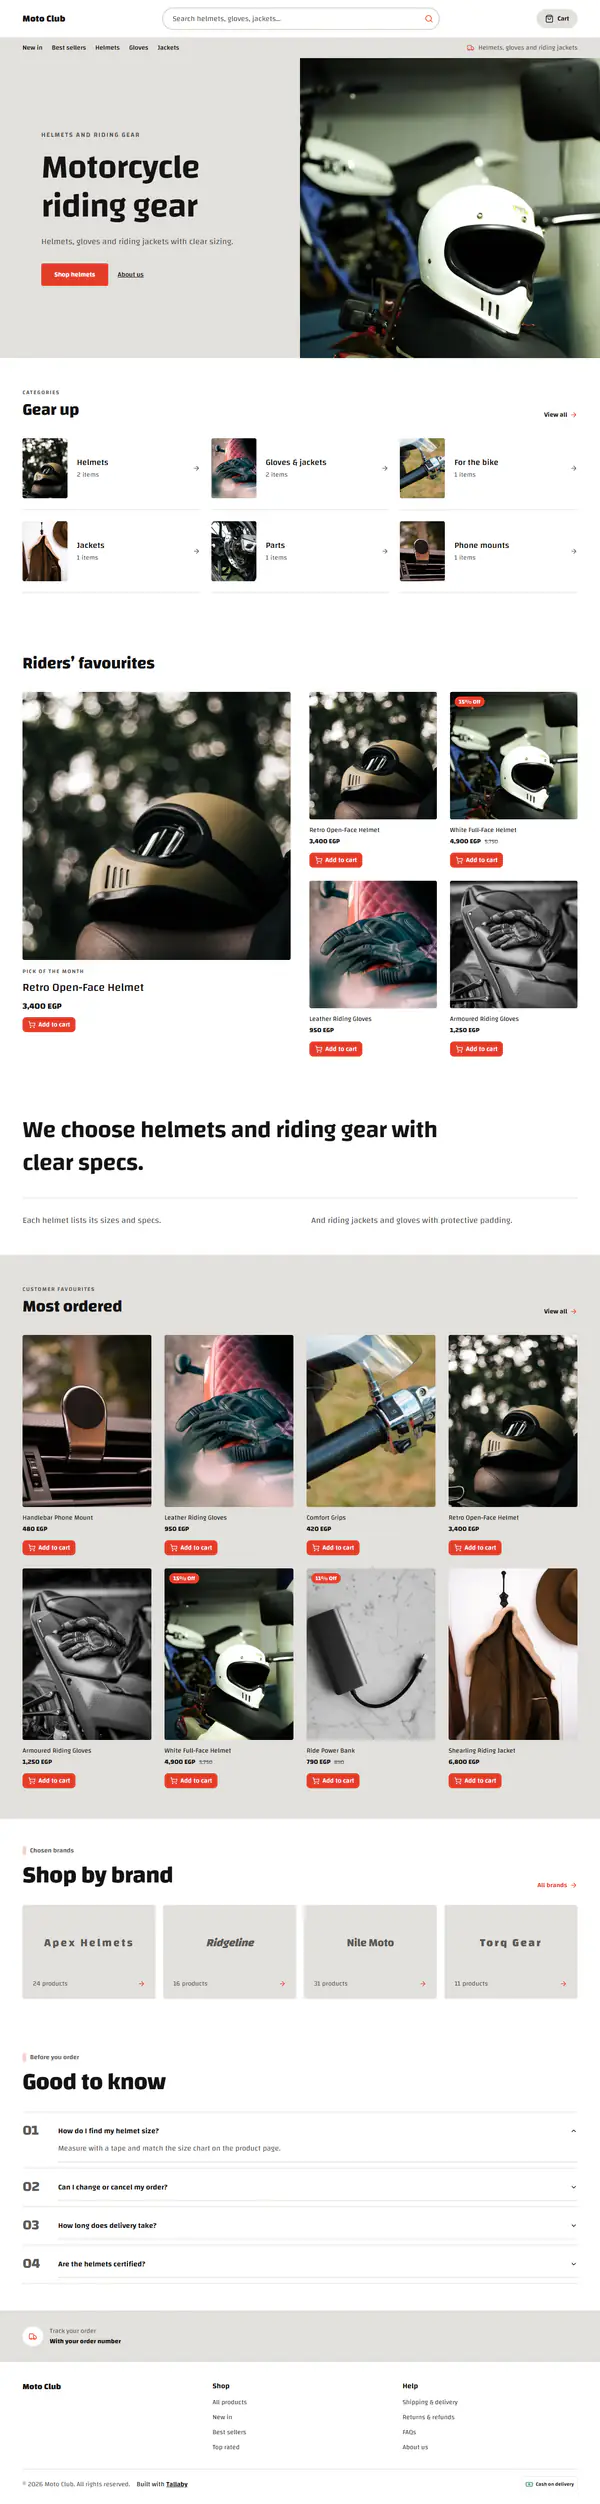 Moto Club
Search helmets, gloves, jackets...
Cart
New in
Best sellers
Helmets
Gloves
Jackets
Helmets, gloves and riding jackets
HELMETS AND RIDING GEAR
Motorcycle
riding gear
Helmets, gloves and riding jackets with clear sizing.
Shop helmets
About us
CATEGORIES
Gear up
View all
Helmets
2 items
Gloves & jackets
2 items
For the bike
1 items
Jackets
1 items
Parts
1 items
Phone mounts
1 items
Riders' favourites
PICK OF THE MONTH
Retro Open-Face Helmet
3,400 EGP
Add to cart
Retro Open-Face Helmet
3,400 EGP
Add to cart
15% Off
White Full-Face Helmet
4,900 EGP 5,750
Add to cart
Leather Riding Gloves
950 EGP
Add to cart
Armoured Riding Gloves
1,250 EGP
Add to cart
We choose helmets and riding gear with
clear specs.
Each helmet lists its sizes and specs.
And riding jackets and gloves with protective padding.
CUSTOMER FAVOURITES
Most ordered
View all
Handlebar Phone Mount
480 EGP
Add to cart
Leather Riding Gloves
950 EGP
Add to cart
Comfort Grips
420 EGP
Add to cart
Retro Open-Face Helmet
3,400 EGP
Add to cart
Armoured Riding Gloves
1,250 EGP
Add to cart
15% Off
White Full-Face Helmet
4,900 EGP 5,750
Add to cart
11% Off
Ride Power Bank
790 EGP 890
Add to cart
Shearling Riding Jacket
6,800 EGP
Add to cart
Chosen brands
Shop by brand
All brands
Apex Helmets
24 products
Ridgeline
16 products
Nile Moto
31 products
Torq Gear
11 products
Before you order
Good to know
01
How do I find my helmet size?
Measure with a tape and match the size chart on the product page.
02
Can I change or cancel my order?
03
How long does delivery take?
04
Are the helmets certified?
Track your order
With your order number
Moto Club
Shop
All products
New in
Best sellers
Top rated
Help
Shipping & delivery
Returns & refunds
FAQs
About us
© 2026 Moto Club. All rights reserved.
Built with Tallaby
Cash on delivery